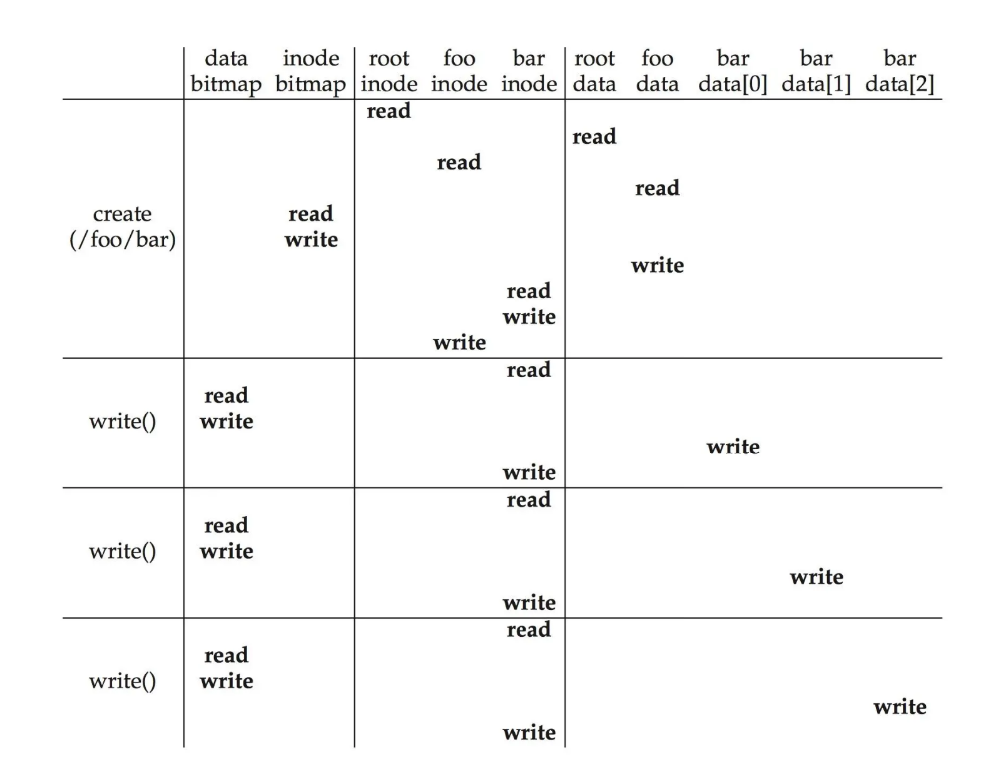 data inode root foo bar root foo bar bar bar
bitmap bitmap inode inode inode data data data[0] data[1] data[2]
read
read
read
read
create read
(/foo/bar) write
write
read
write
write
read
read
write() write
write
write
read
read
write() write
write
write
read
read
write() write
write
write